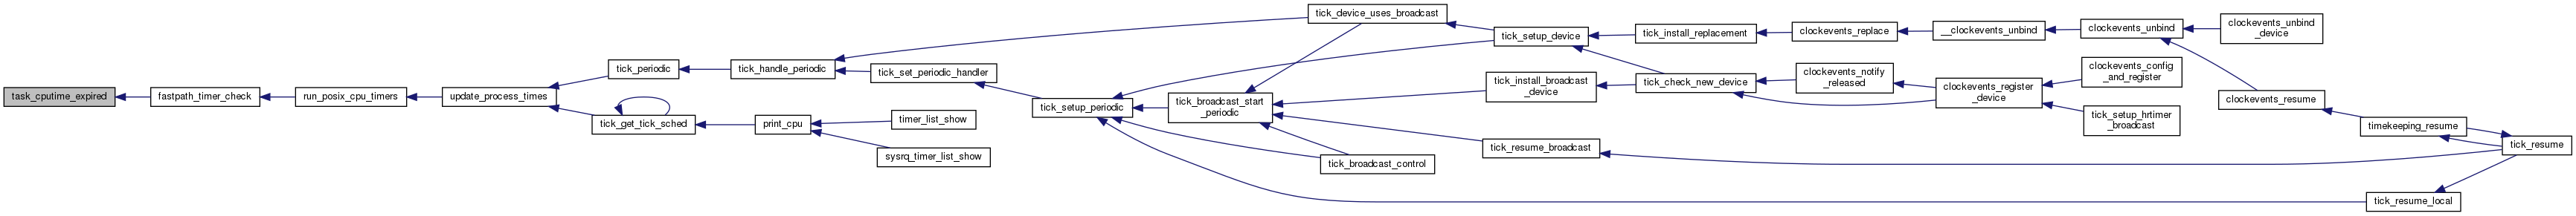 task_cputime_expired
fastpath_timer_check
run_posix_cpu_timers
update_process_times
tick_periodic
tick_get_tick_sched
tick_handle_periodic
print_cpu
tick_set_periodic_handler
timer_list_show
sysrq_timer_list_show
tick_setup_periodic
tick_broadcast_start
_periodic
tick_device_uses_broadcast
tick_broadcast_control
tick_setup_device
tick_install_broadcast
_device
tick_resume_broadcast
tick_install_replacement
tick_check_new_device
clockevents_replace
clockevents_notify
_released
__clockevents_unbind
clockevents_register
_device
clockevents_unbind
clockevents_config
_and_register
tick_setup_hrtimer
_broadcast
clockevents_unbind
_device
clockevents_resume
timekeeping_resume
tick_resume_local
tick_resume